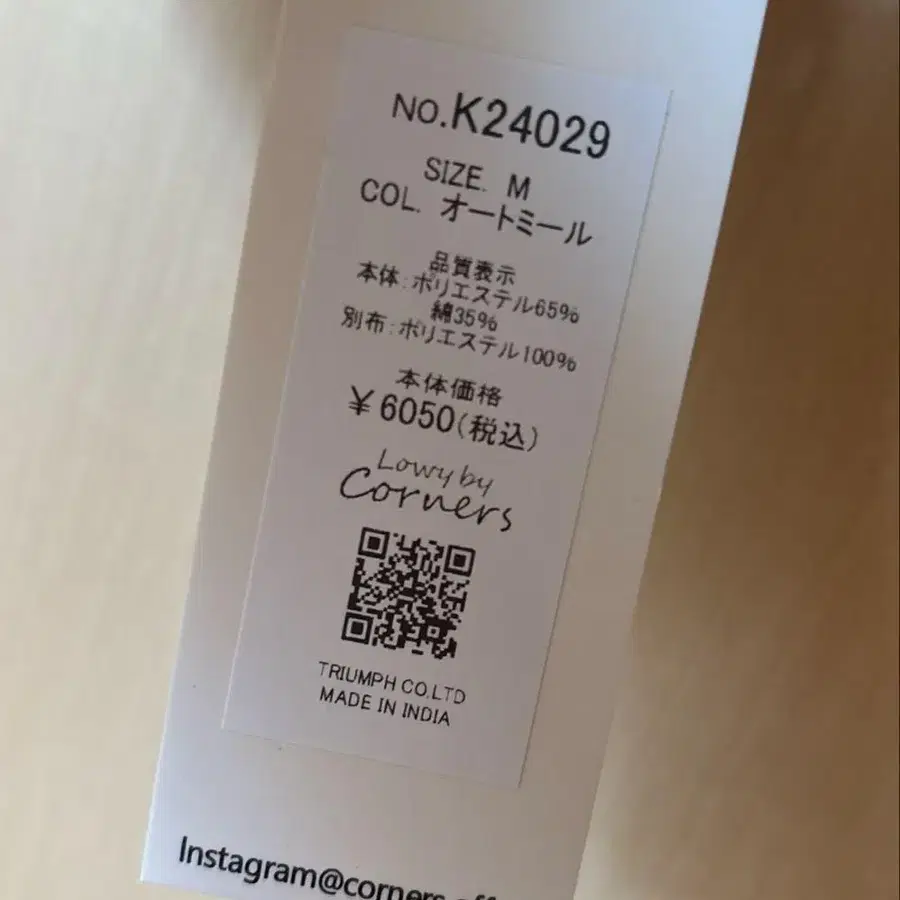 NO.K24029
SIZE. M
COL. オートミール
品質表示
本体:ポリエステル65%
綿35%
別布:ポリエステル100%
本体価格
¥6050(税込)
Lowy by
Corners
TRIUMPH CO.LTD
MADE IN INDIA
Instagram@corners